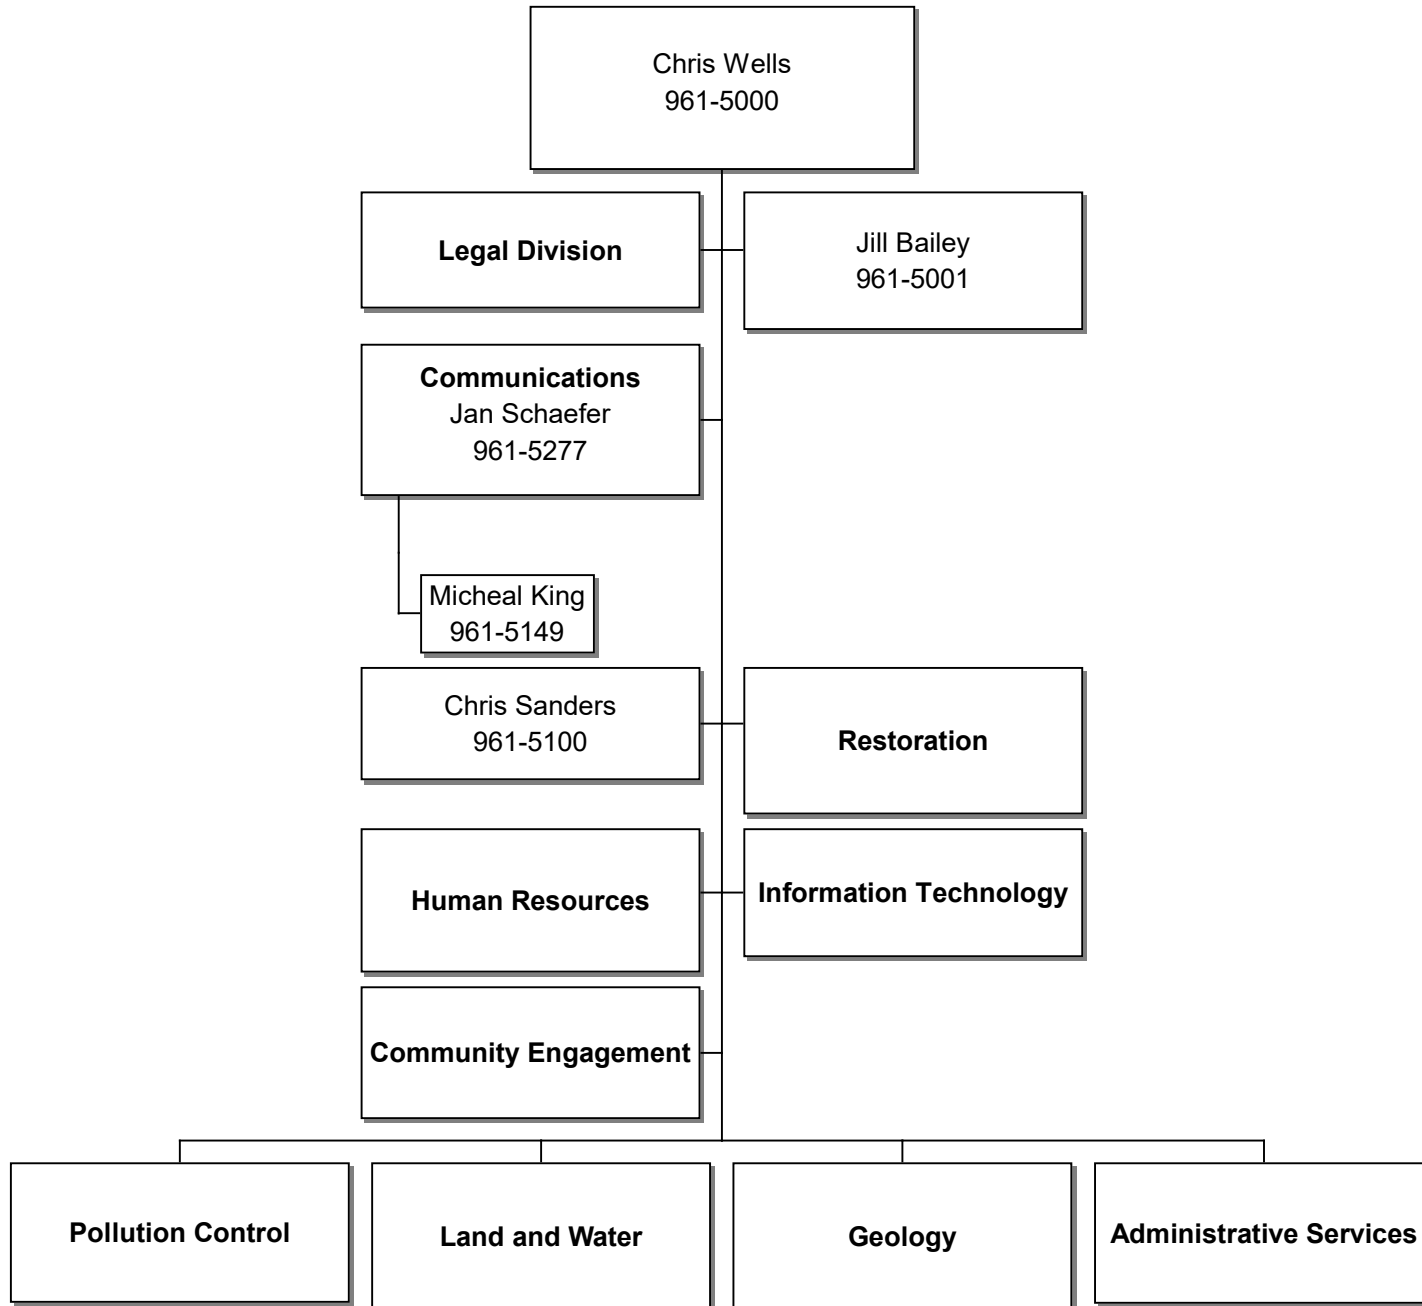 Chris Wells
961-5000
Legal Division
Jill Bailey
961-5001
Communications
Jan Schaefer
961-5277
Micheal King
961-5149
Chris Sanders
961-5100
Restoration
Human Resources
Information Technology
Community Engagement
Pollution Control
Land and Water
Geology
Administrative Services